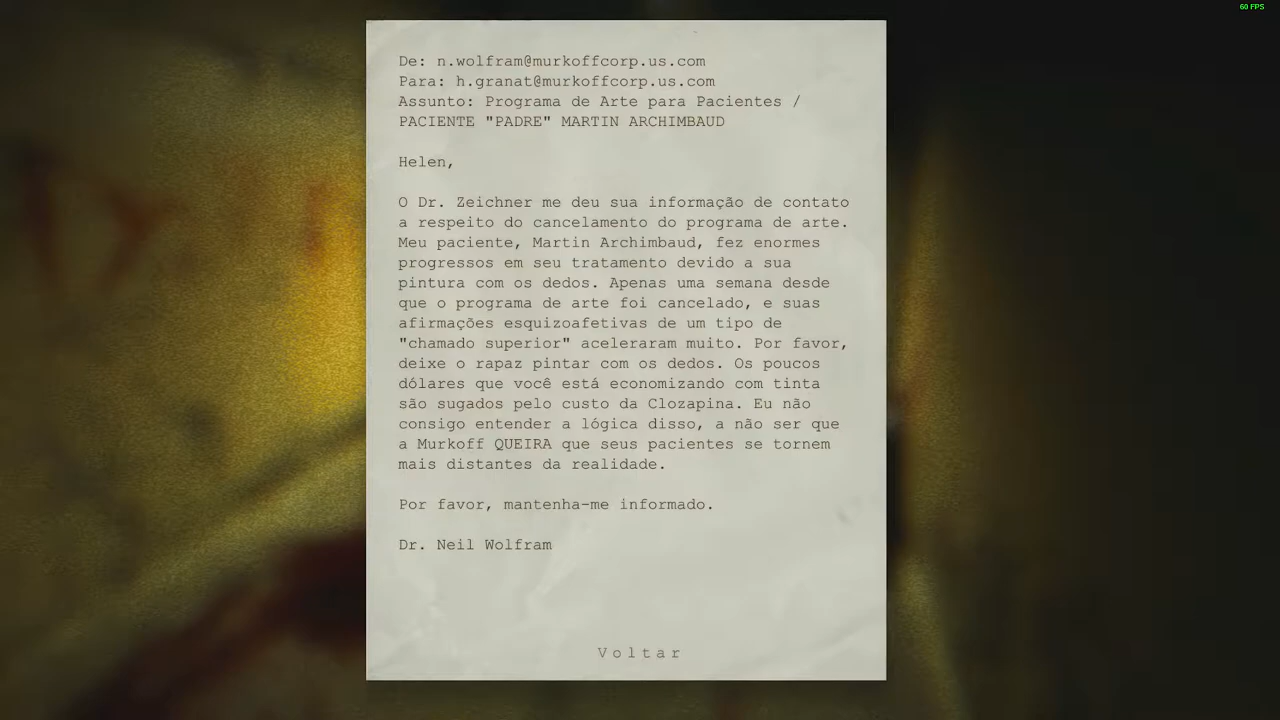 60 FPS
De: n.wolfram@murkoffcorp.us.com
Para: h.granat@murkoffcorp.us.com
Assunto: Programa de Arte para Pacientes /
PACIENTE "PADRE" MARTIN ARCHIMBAUD
Helen,
O Dr. Zeichner me deu sua informação de contato
a respeito do cancelamento do programa de arte.
Meu paciente, Martin Archimbaud, fez enormes
progressos em seu tratamento devido a sua
pintura com os dedos. Apenas uma semana desde
que o programa de arte foi cancelado, e suas
afirmações esquizoafetivas de um tipo de
"chamado superior" aceleraram muito. Por favor,
deixe o rapaz pintar com os dedos. Os poucos
dólares que você está economizando com tinta
são sugados pelo custo da Clozapina. Eu não
consigo entender a lógica disso, a não ser que
a Murkoff QUEIRA que seus pacientes se tornem
mais distantes da realidade.
Por favor, mantenha-me informado.
Dr. Neil Wolfram
Voltar